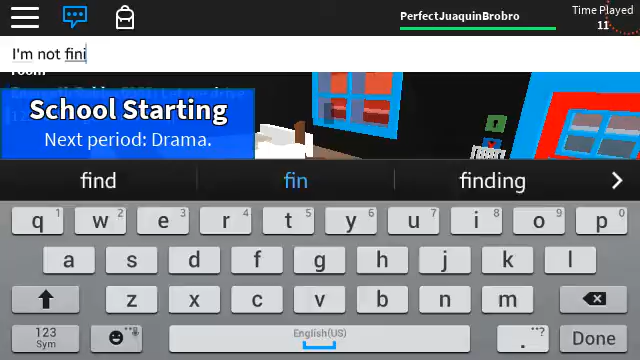 PerfectJuaquinBrobro
Time Played
11
I'm not fini
room
School Starting
Next period: Drama.
find fin finding
q 1 w 2 e 3 r 4 t 5 y 6 u 7 i 8 o 9 p 0
a s d f g h j k l
z x c v b n m
123
Sym
English(US)
. ,**?
Done